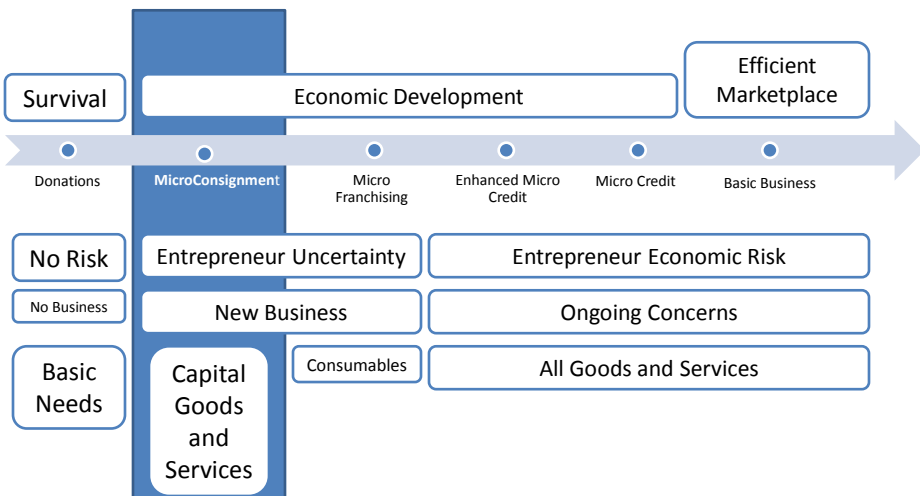 Survival
Economic Development
Efficient
Marketplace
Donations
MicroConsignment
Micro
Franchising
Enhanced Micro
Credit
Micro Credit
Basic Business
No Risk
Entrepreneur Uncertainty
Entrepreneur Economic Risk
No Business
New Business
Ongoing Concerns
Basic
Needs
Capital
Goods
and
Services
Consumables
All Goods and Services